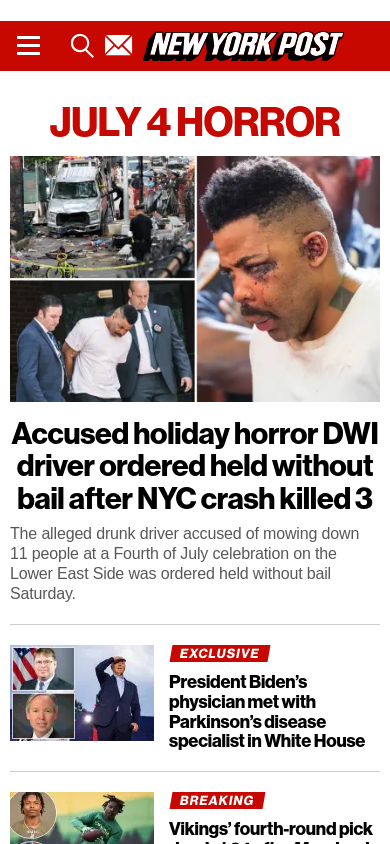 NEW YORK POST
JULY 4 HORROR
Accused holiday horror DWI
driver ordered held without
bail after NYC crash killed 3
The alleged drunk driver accused of mowing down
11 people at a Fourth of July celebration on the
Lower East Side was ordered held without bail
Saturday.
EXCLUSIVE
President Biden’s
physician met with
Parkinson’s disease
specialist in White House
BREAKING
Vikings’ fourth-round pick